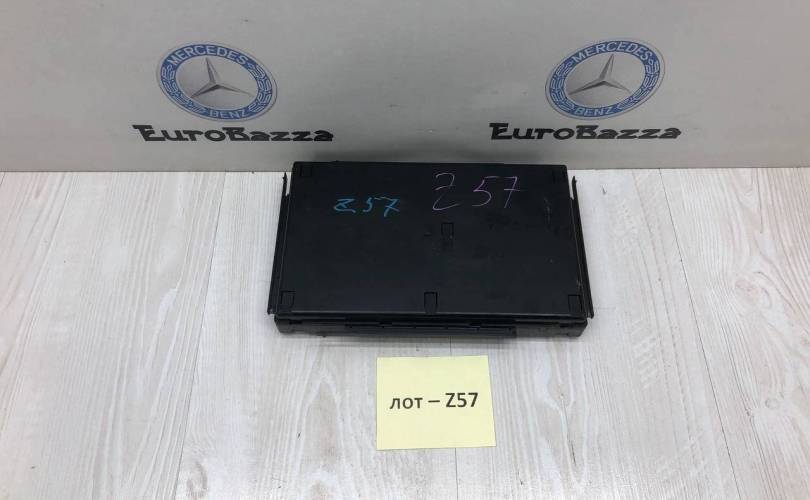 MERCEDES
BENZ
EuroBazza
MERCEDES
BENZ
EuroBazza
Z57
Z57
лот – Z57